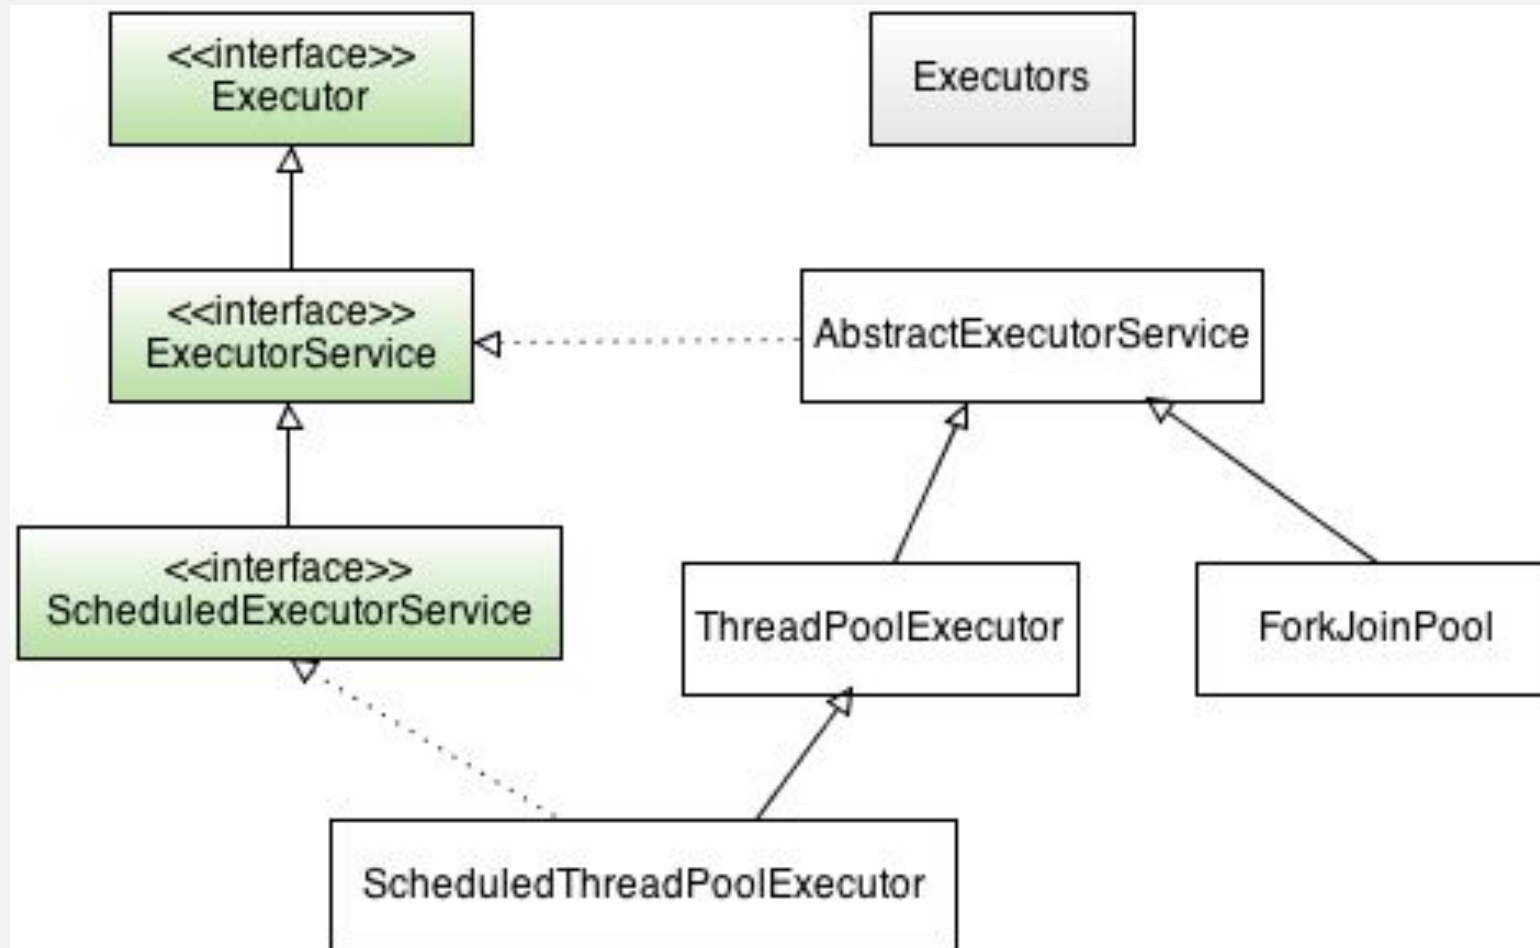 <<interface>>
Executor
Executors
<<interface>>
ExecutorService
AbstractExecutorService
<<interface>>
ScheduledExecutorService
ThreadPoolExecutor
ForkJoinPool
ScheduledThreadPoolExecutor